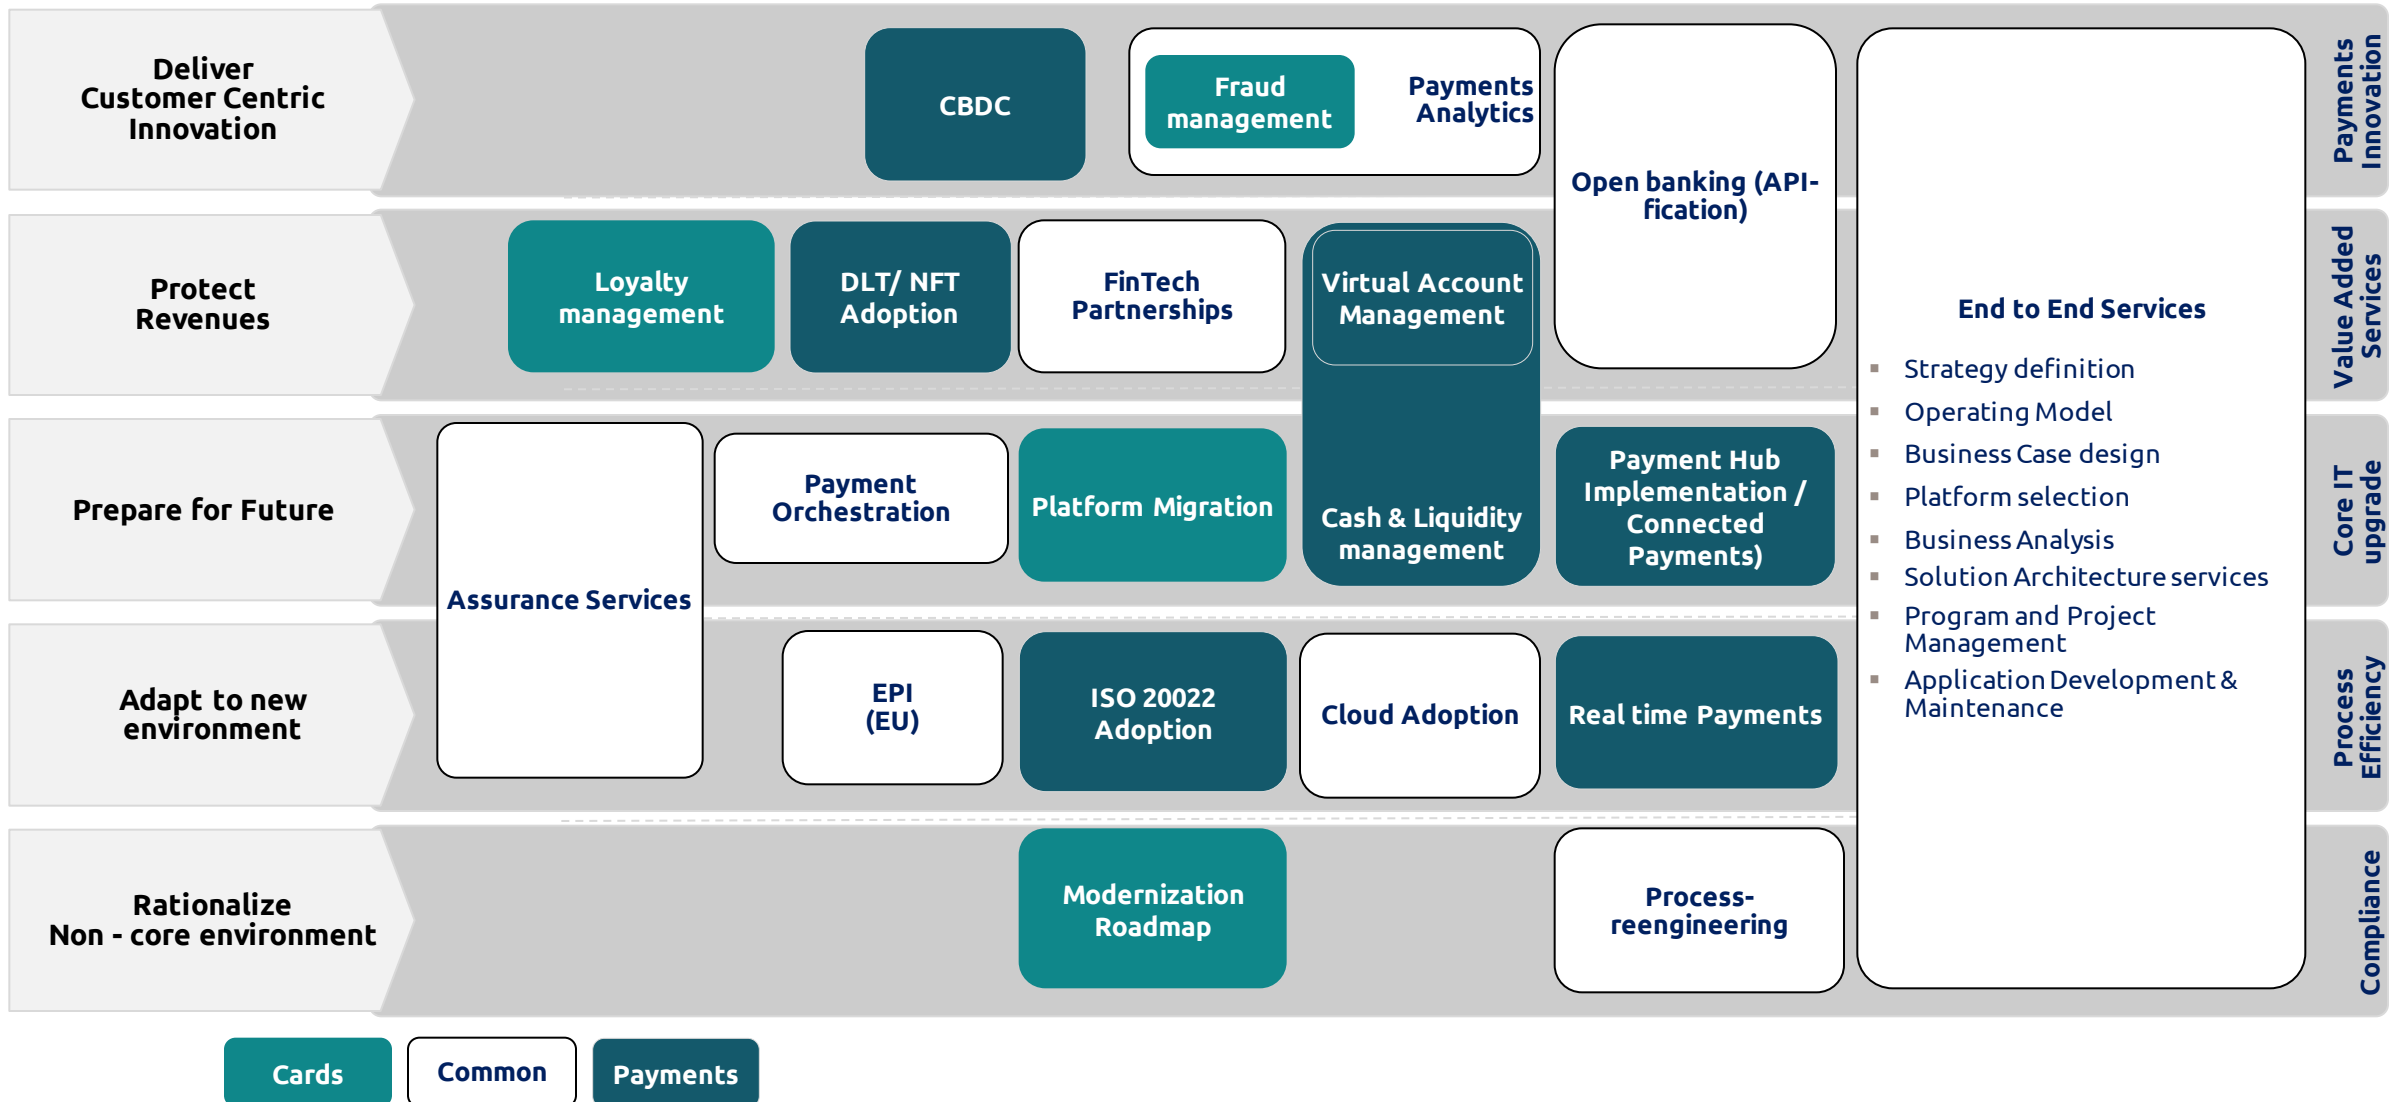 Deliver
Customer Centric
Innovation
CBDC
Fraud
management
Payments
Analytics
Open banking (API-
fication)
Payments
Innovation
Protect
Revenues
Loyalty
management
DLT/ NFT
Adoption
FinTech
Partnerships
Virtual Account
Management
Value Added
Services
End to End Services
Strategy definition
Operating Model
Business Case design
Platform selection
Business Analysis
Solution Architecture services
Program and Project
Management
Application Development &
Maintenance
Prepare for Future
Assurance Services
Payment
Orchestration
Platform Migration
Cash & Liquidity
management
Payment Hub
Implementation /
Connected
Payments)
Core IT
upgrade
Adapt to new
environment
EPI
(EU)
ISO 20022
Adoption
Cloud Adoption
Real time Payments
Process
Efficiency
Rationalize
Non - core environment
Modernization
Roadmap
Process-
reengineering
Compliance
Cards
Common
Payments